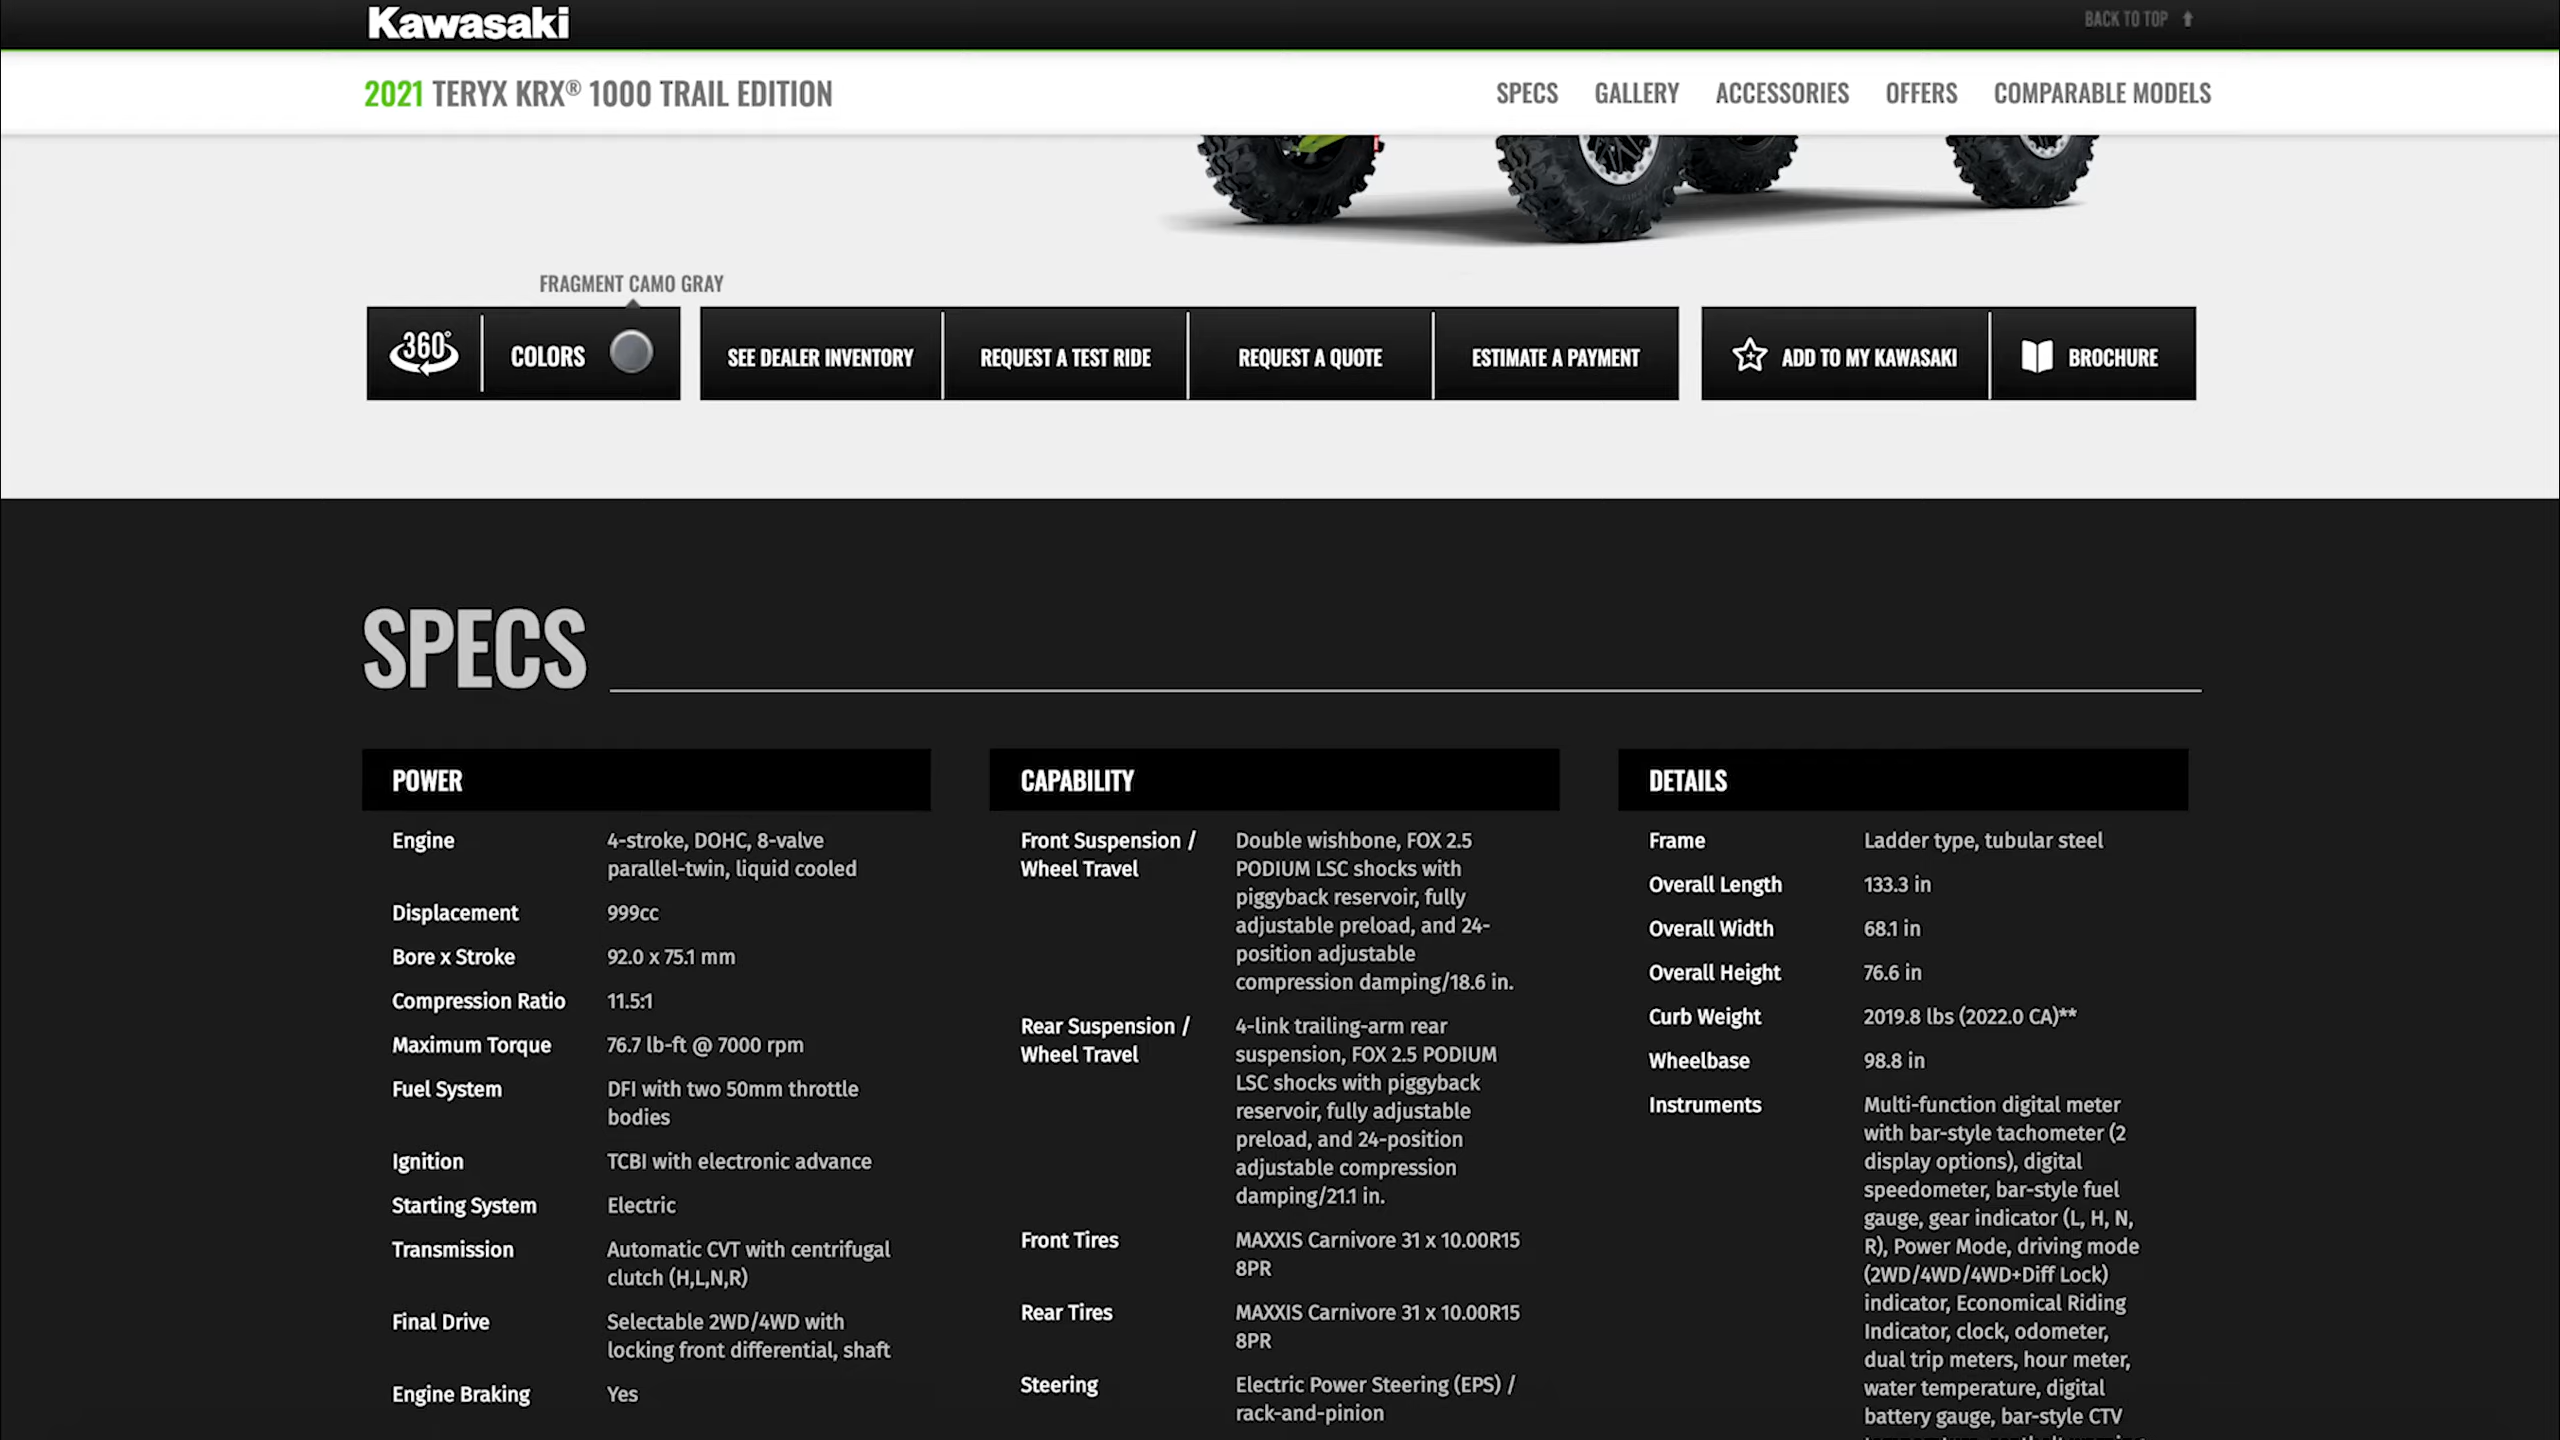 Kawasaki
BACK TO TOP
2021 TERYX KRX® 1000 TRAIL EDITION
SPECS
GALLERY
ACCESSORIES
OFFERS
COMPARABLE MODELS
FRAGMENT CAMO GRAY
360°
COLORS
SEE DEALER INVENTORY
REQUEST A TEST RIDE
REQUEST A QUOTE
ESTIMATE A PAYMENT
ADD TO MY KAWASAKI
BROCHURE
SPECS
POWER
Engine
4-stroke, DOHC, 8-valve
parallel-twin, liquid cooled
Displacement
999cc
Bore x Stroke
92.0 x 75.1 mm
Compression Ratio
11.5:1
Maximum Torque
76.7 lb-ft @ 7000 rpm
Fuel System
DFI with two 50mm throttle
bodies
Ignition
TCBI with electronic advance
Starting System
Electric
Transmission
Automatic CVT with centrifugal
clutch (H,L,N,R)
Final Drive
Selectable 2WD/4WD with
locking front differential, shaft
Engine Braking
Yes
CAPABILITY
Front Suspension /
Wheel Travel
Double wishbone, FOX 2.5
PODIUM LSC shocks with
piggyback reservoir, fully
adjustable preload, and 24-
position adjustable
compression damping/18.6 in.
Rear Suspension /
Wheel Travel
4-link trailing-arm rear
suspension, FOX 2.5 PODIUM
LSC shocks with piggyback
reservoir, fully adjustable
preload, and 24-position
adjustable compression
damping/21.1 in.
Front Tires
MAXXIS Carnivore 31 x 10.00R15
8PR
Rear Tires
MAXXIS Carnivore 31 x 10.00R15
8PR
Steering
Electric Power Steering (EPS) /
rack-and-pinion
DETAILS
Frame
Ladder type, tubular steel
Overall Length
133.3 in
Overall Width
68.1 in
Overall Height
76.6 in
Curb Weight
2019.8 lbs (2022.0 CA)**
Wheelbase
98.8 in
Instruments
Multi-function digital meter
with bar-style tachometer (2
display options), digital
speedometer, bar-style fuel
gauge, gear indicator (L, H, N,
R), Power Mode, driving mode
(2WD/4WD/4WD+Diff Lock)
indicator, Economical Riding
Indicator, clock, odometer,
dual trip meters, hour meter,
water temperature, digital
battery gauge, bar-style CTV